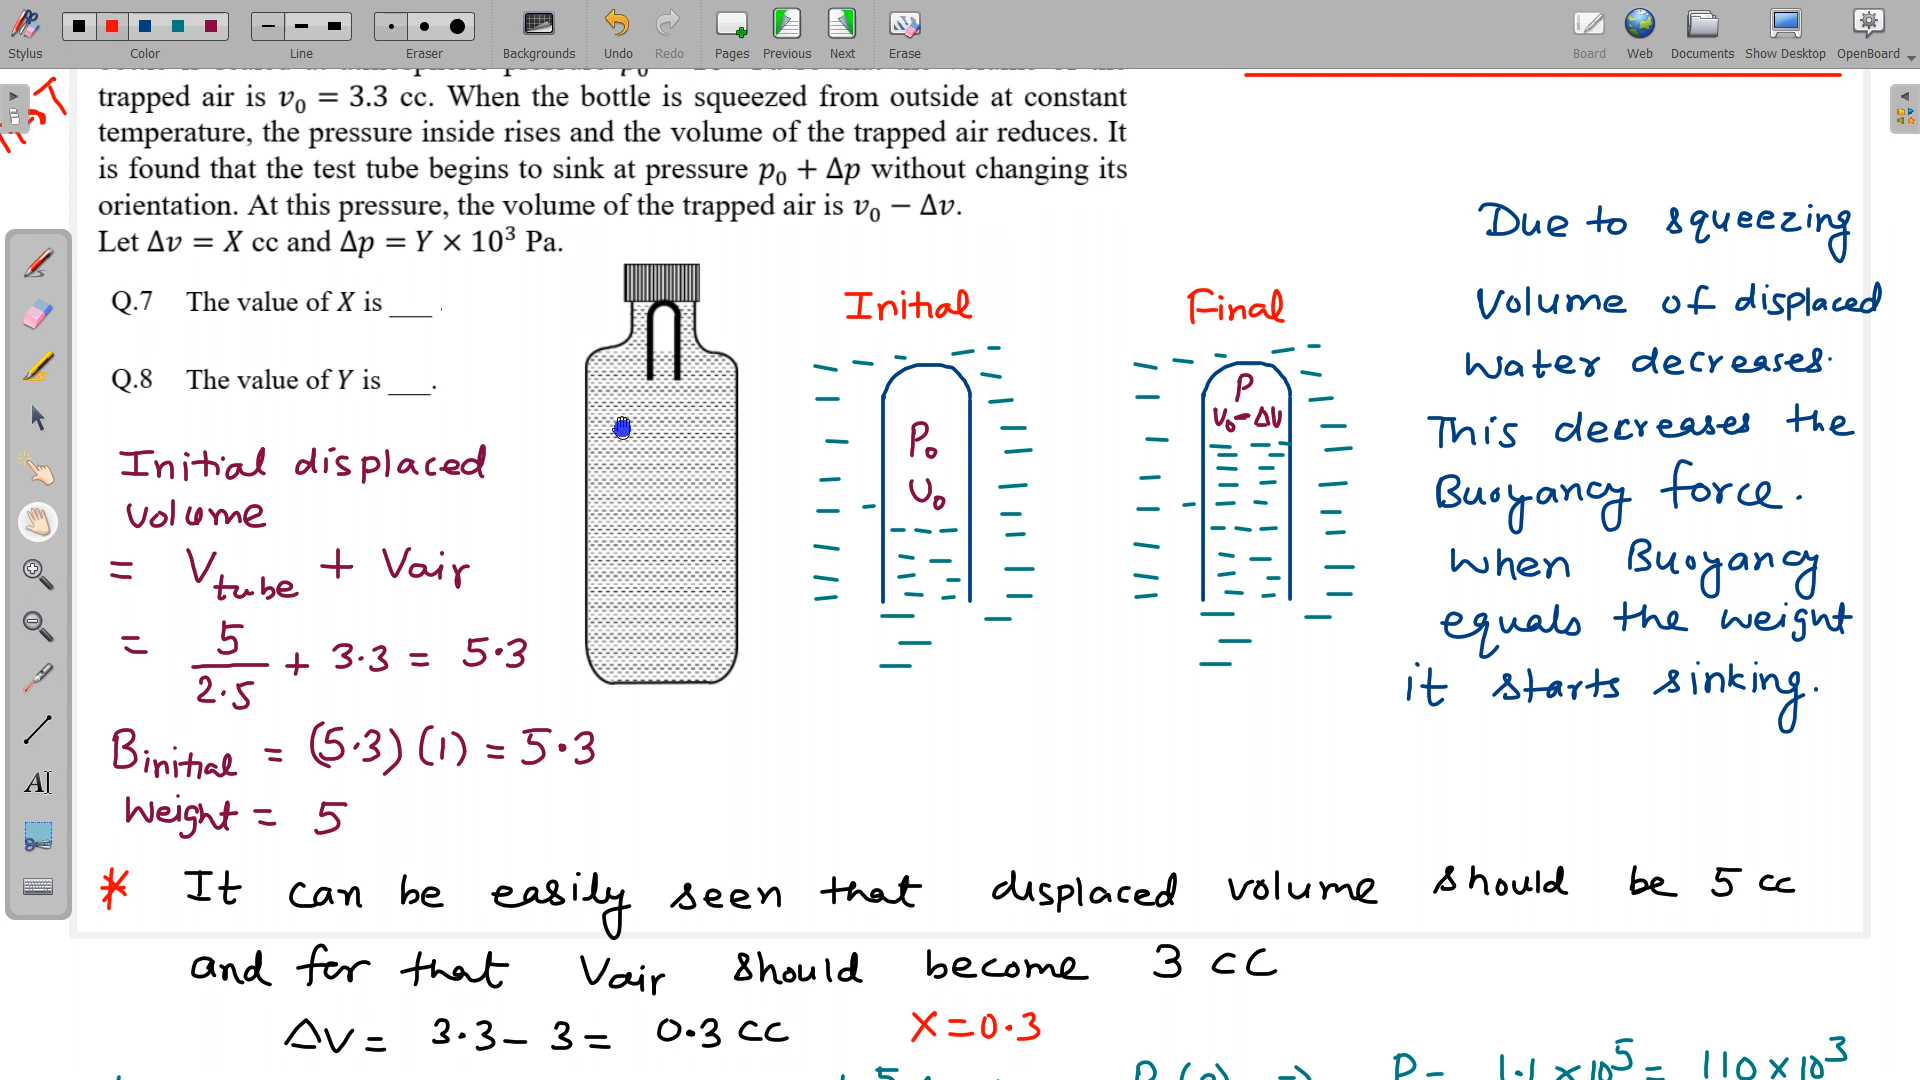 Stylus
Color
Line
Eraser
Backgrounds
Undo
Redo
Pages
Previous
Next
Erase
Board
Web
Documents
Show Desktop
OpenBoard
trapped air is v₀ = 3.3 cc. When the bottle is squeezed from outside at constant
temperature, the pressure inside rises and the volume of the trapped air reduces. It
is found that the test tube begins to sink at pressure p₀ + Δp without changing its
orientation. At this pressure, the volume of the trapped air is v₀ − Δv.
Let Δv = X cc and Δp = Y × 10³ Pa.
Q.7 The value of X is ___ .
Q.8 The value of Y is ___.
Initial displaced
volume
= Vtube + Vair
= 5/2.5 + 3.3 = 5.3
Binitial = (5.3) (1) = 5.3
Weight = 5
Initial
P₀
V₀
Final
P
V₀-ΔV
Due to squeezing
Volume of displaced
water decreases.
This decreases the
Buoyancy force.
when Buoyancy
equals the weight
it starts sinking.
* It can be easily seen that displaced volume should be 5 cc
and for that Vair should become 3 cc
ΔV = 3.3 - 3 = 0.3 cc X = 0.3
P = 1.1 × 10⁵ = 110 × 10³